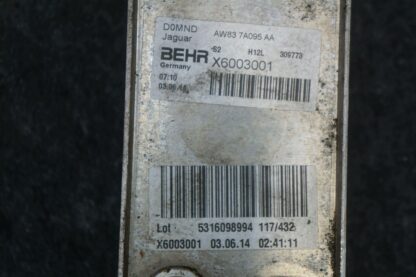 D0MND AW83 7A095 AA
Jaguar -S2 H12L 309773
BEHR X6003001
Germany
07:10
03.06.14
Lot 5316098994 117/432
X6003001 03.06.14 02:41:11